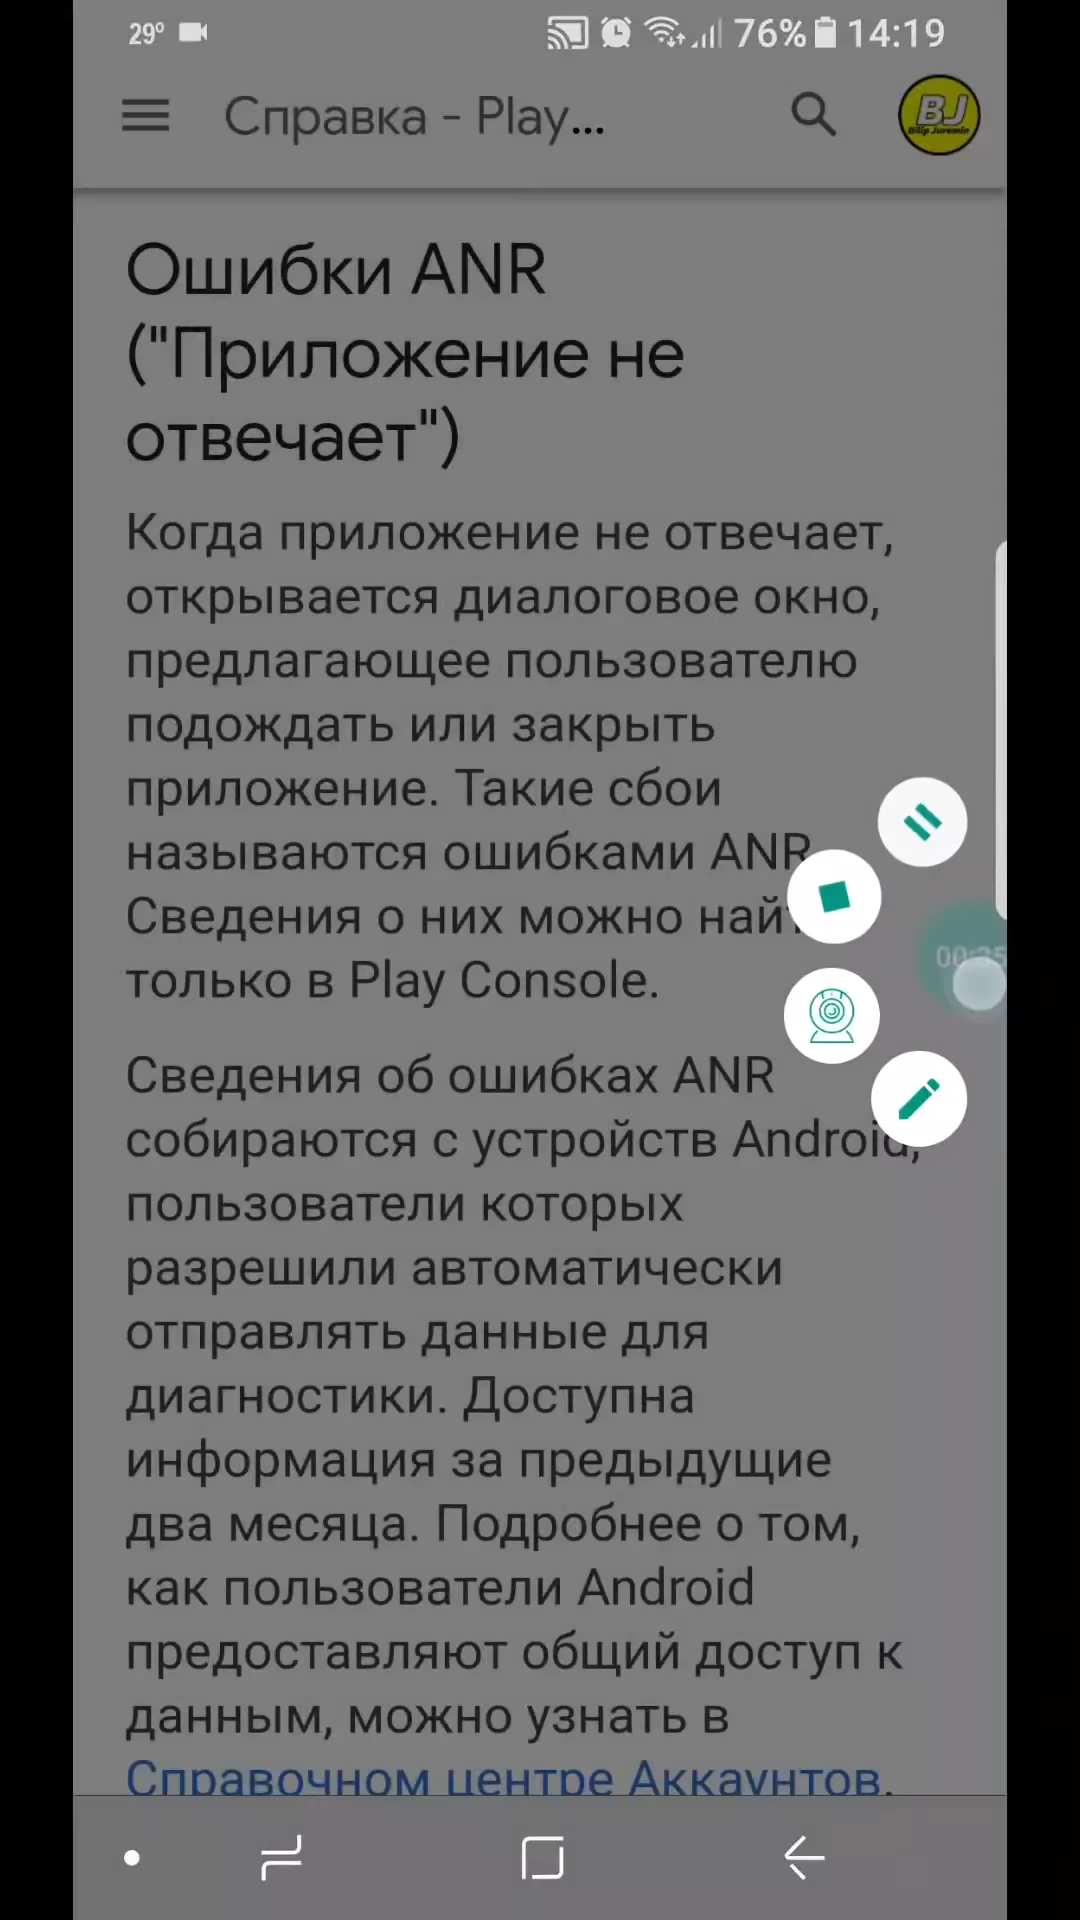 29° 76% 14:19
Справка - Play...
BJ
Bilip Juremin
Ошибки ANR
("Приложение не
отвечает")
Когда приложение не отвечает,
открывается диалоговое окно,
предлагающее пользователю
подождать или закрыть
приложение. Такие сбои
называются ошибками ANR
Сведения о них можно
только в Play Console.
Сведения об ошибках ANR
собираются с устройств Android,
пользователи которых
разрешили автоматически
отправлять данные для
диагностики. Доступна
информация за предыдущие
два месяца. Подробнее о том,
как пользователи Android
предоставляют общий доступ к
данным, можно узнать в
Справочном центре Аккаунтов.